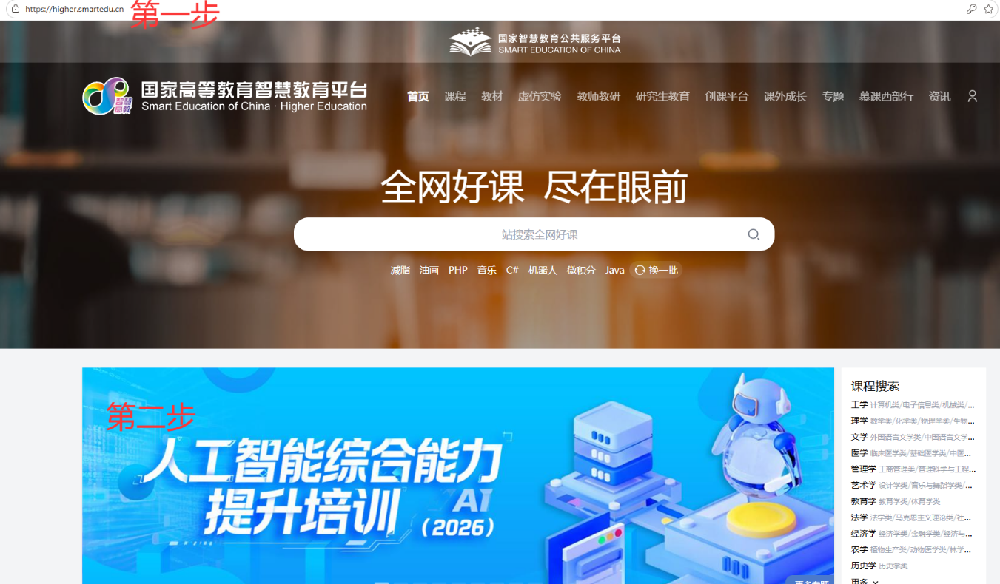 https://higher.smartedu.cn
第一步
国家智慧教育公共服务平台
SMART EDUCATION OF CHINA
智慧高教
国家高等教育智慧教育平台
Smart Education of China · Higher Education
首页 课程 教材 虚仿实验 教师教研 研究生教育 创课平台 课外成长 专题 慕课西部行 资讯
全网好课 尽在眼前
一站搜索全网好课
减脂 油画 PHP 音乐 C# 机器人 微积分 Java 换一批
第二步
人工智能综合能力
提升培训
AI
（2026）
更多专题
课程搜索
工学 计算机类/电子信息类/机械类/...
理学 数学类/化学类/物理学类/生物...
文学 外国语言文学类/中国语言文学...
医学 临床医学类/基础医学类/中医...
管理学 工商管理类/管理科学与工程...
艺术学 设计学类/音乐与舞蹈学类/...
教育学 教育学类/体育学类
法学 法学类/马克思主义理论类/社...
经济学 经济学类/金融学类/经济与...
农学 植物生产类/动物医学类/林学...
历史学 历史学类
更多